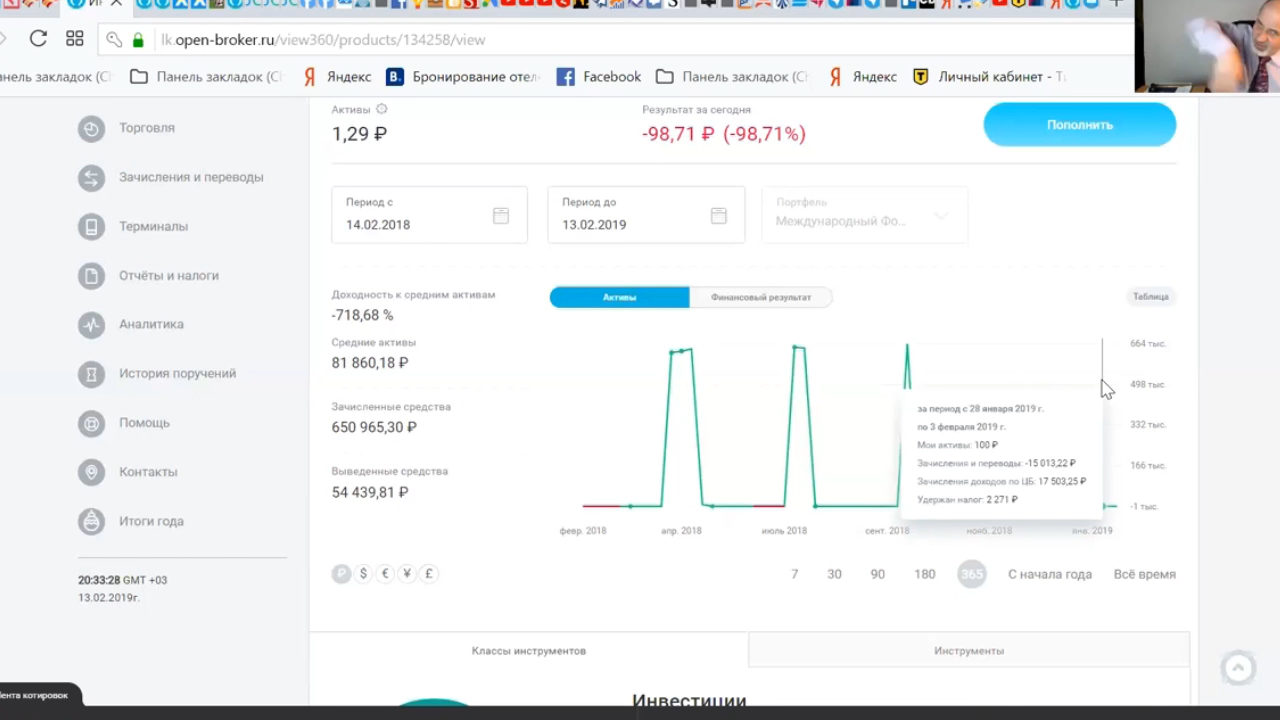 lk.open-broker.ru/view360/products/134258/view
Панель закладок
Яндекс
Бронирование отел
Facebook
Панель закладок
Яндекс
Личный кабинет - Т
Активы
1,29 ₽
Результат за сегодня
-98,71 ₽ (-98,71%)
Пополнить
Торговля
Зачисления и переводы
Терминалы
Отчёты и налоги
Аналитика
История поручений
Помощь
Контакты
Итоги года
20:33:28 GMT +03
13.02.2019г.
Период с
14.02.2018
Период до
13.02.2019
Портфель
Международный Фо..
Доходность к средним активам
-718,68 %
Средние активы
81 860,18 ₽
Зачисленные средства
650 965,30 ₽
Выведенные средства
54 439,81 ₽
Активы
Финансовый результат
Таблица
664 тыс.
498 тыс.
332 тыс.
166 тыс.
-1 тыс.
за период с 28 января 2019 г.
по 3 февраля 2019 г.
Мои активы: 100 ₽
Зачисления и переводы: -15 013,22 ₽
Зачисления доходов по ЦБ: 17 503,25 ₽
Удержан налог: 2 271 ₽
февр. 2018
апр. 2018
июль 2018
сент. 2018
нояб. 2018
янв. 2019
₽ $ € ¥ £
7 30 90 180 365 С начала года Всё время
Классы инструментов
Инструменты
Инвестиции
лента котировок